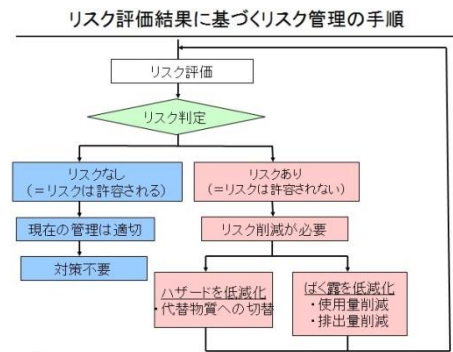 リスク評価結果に基づくリスク管理の手順
リスク評価
リスク判定
リスクなし
(=リスクは許容される)
リスクあり
(=リスクは許容されない)
現在の管理は適切
リスク削減が必要
対策不要
ハザードを低減化
・代替物質への切替
ばく露を低減化
・使用量削減
・排出量削減